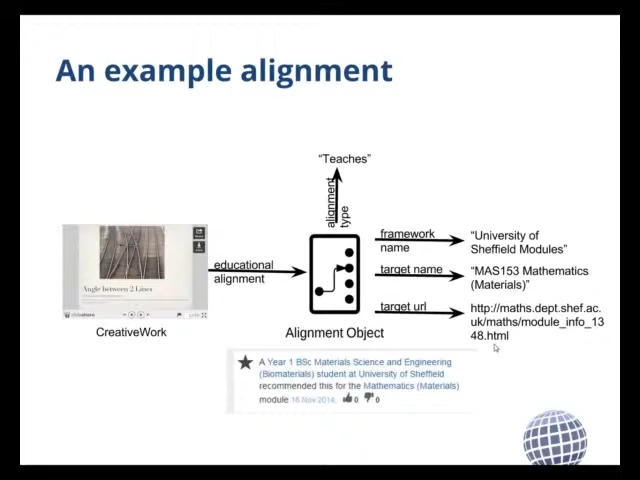 An example alignment
"Teaches"
alignment
type
framework
name
"University of
Sheffield Modules"
educational
alignment
target name
"MAS153 Mathematics
(Materials)"
target url
http://maths.dept.shef.ac.
uk/maths/module_info_13
48.html
Angle between 2 Lines
slideshare
CreativeWork
Alignment Object
A Year 1 BSc Materials Science and Engineering
(Biomaterials) student at University of Sheffield
recommended this for the Mathematics (Materials)
module 16 Nov 2014. 0 0